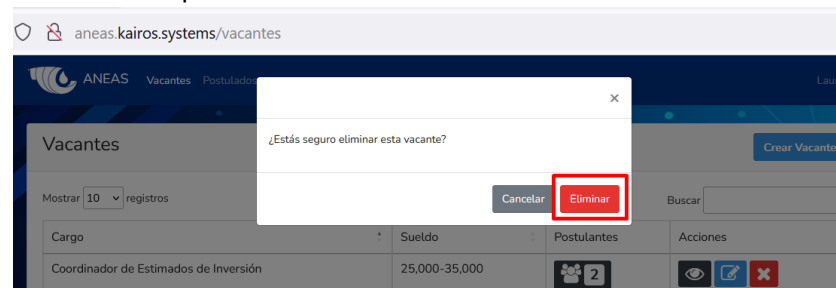 aneas.kairos.systems/vacantes
ANEAS Vacantes Postulados
×
Vacantes
¿Estás seguro eliminar esta vacante?
Crear Vacante
Cancelar Eliminar
Mostrar 10 registros
Buscar
Cargo Sueldo Postulantes Acciones
Coordinador de Estimados de Inversión 25,000-35,000 2